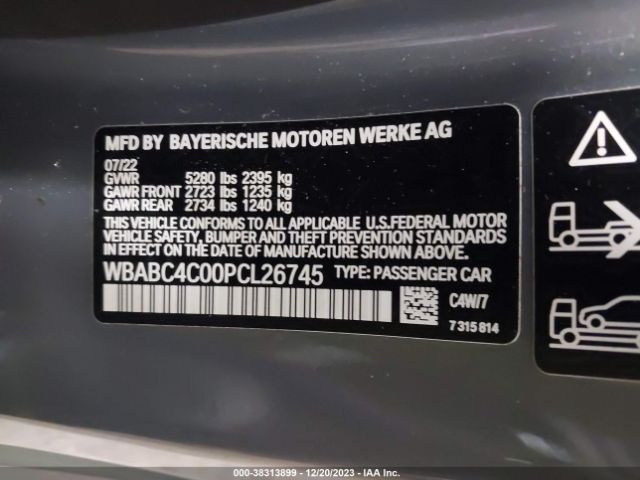 MFD BY BAYERISCHE MOTOREN WERKE AG
07/22
GVWR 5280 lbs 2395 kg
GAWR FRONT 2723 lbs 1235 kg
GAWR REAR 2734 lbs 1240 kg
THIS VEHICLE CONFORMS TO ALL APPLICABLE U.S.FEDERAL MOTOR
VEHICLE SAFETY, BUMPER AND THEFT PREVENTION STANDARDS
IN EFFECT ON THE DATE OF MANUFACTURE SHOWN ABOVE.
WBABC4C00PCL26745 TYPE: PASSENGER CAR
C4W/7
7 315 814
000-38313899 — 12/20/2023 — IAA Inc.